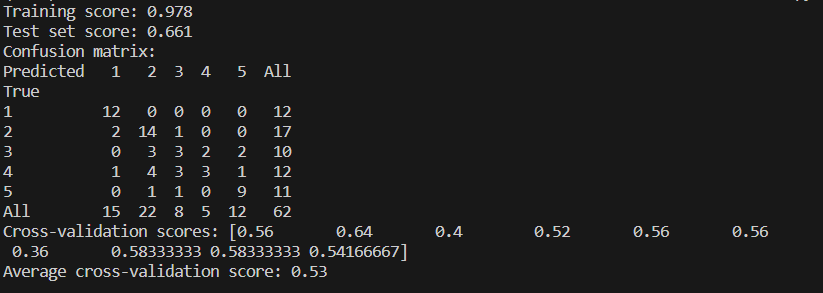 Training score: 0.978
Test set score: 0.661
Confusion matrix:
Predicted   1   2  3  4   5  All
True
1          12   0  0  0   0   12
2           2  14  1  0   0   17
3           0   3  3  2   2   10
4           1   4  3  3   1   12
5           0   1  1  0   9   11
All        15  22  8  5  12   62
Cross-validation scores: [0.56       0.64       0.4        0.52       0.56       0.56
 0.36       0.58333333 0.58333333 0.54166667]
Average cross-validation score: 0.53